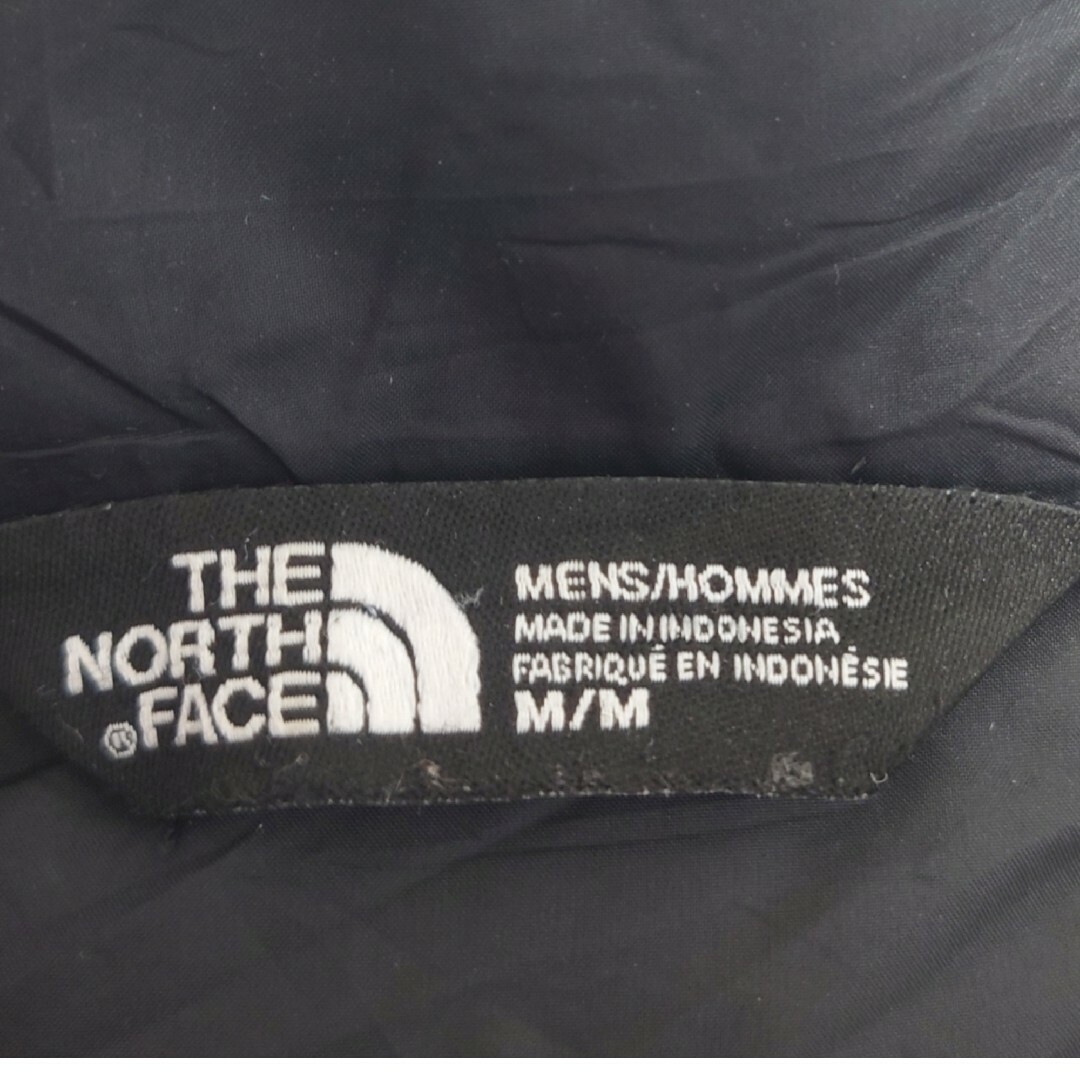 THE
NORTH
FACE®
MENS/HOMMES
MADE IN INDONESIA
FABRIQUÉ EN INDONÉSIE
M/M